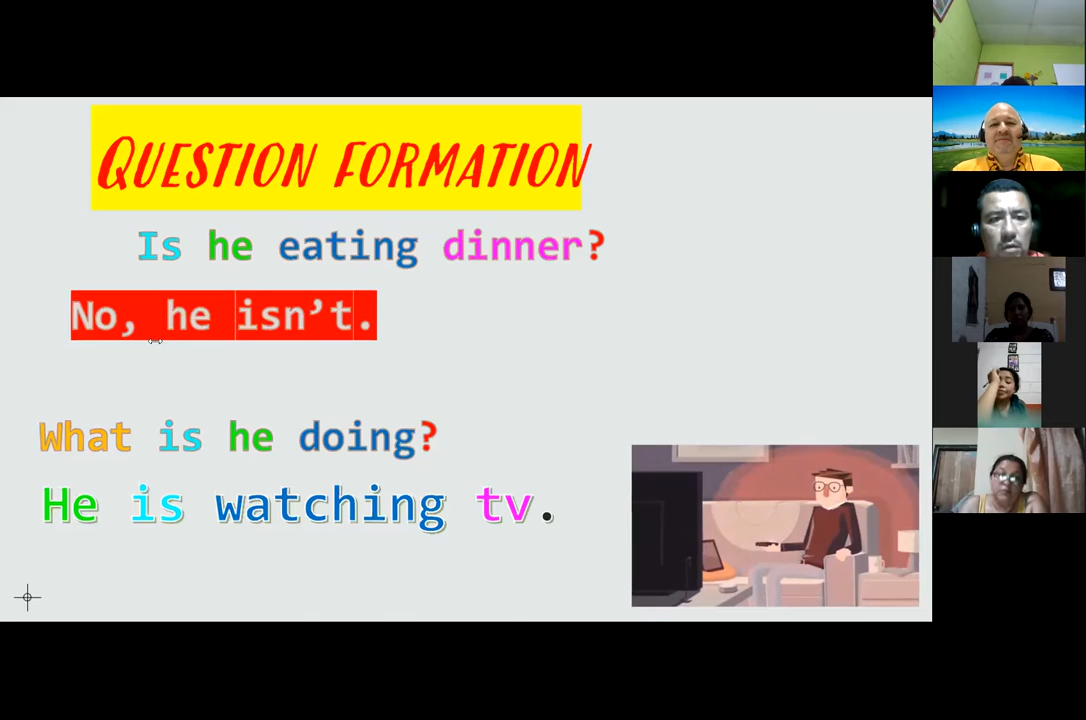 QUESTION FORMATION
Is he eating dinner?
No, he isn't.
What is he doing?
He is watching tv.